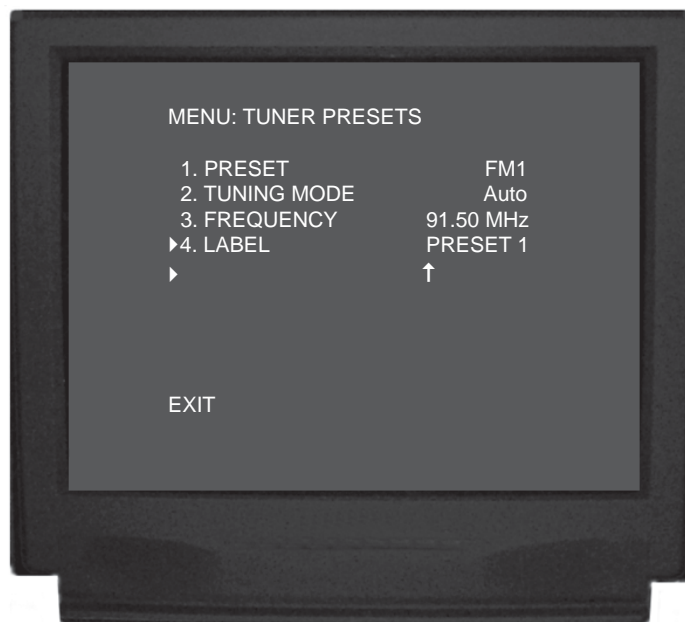 MENU: TUNER PRESETS
1. PRESET FM1
2. TUNING MODE Auto
3. FREQUENCY 91.50 MHz
4. LABEL PRESET 1
EXIT